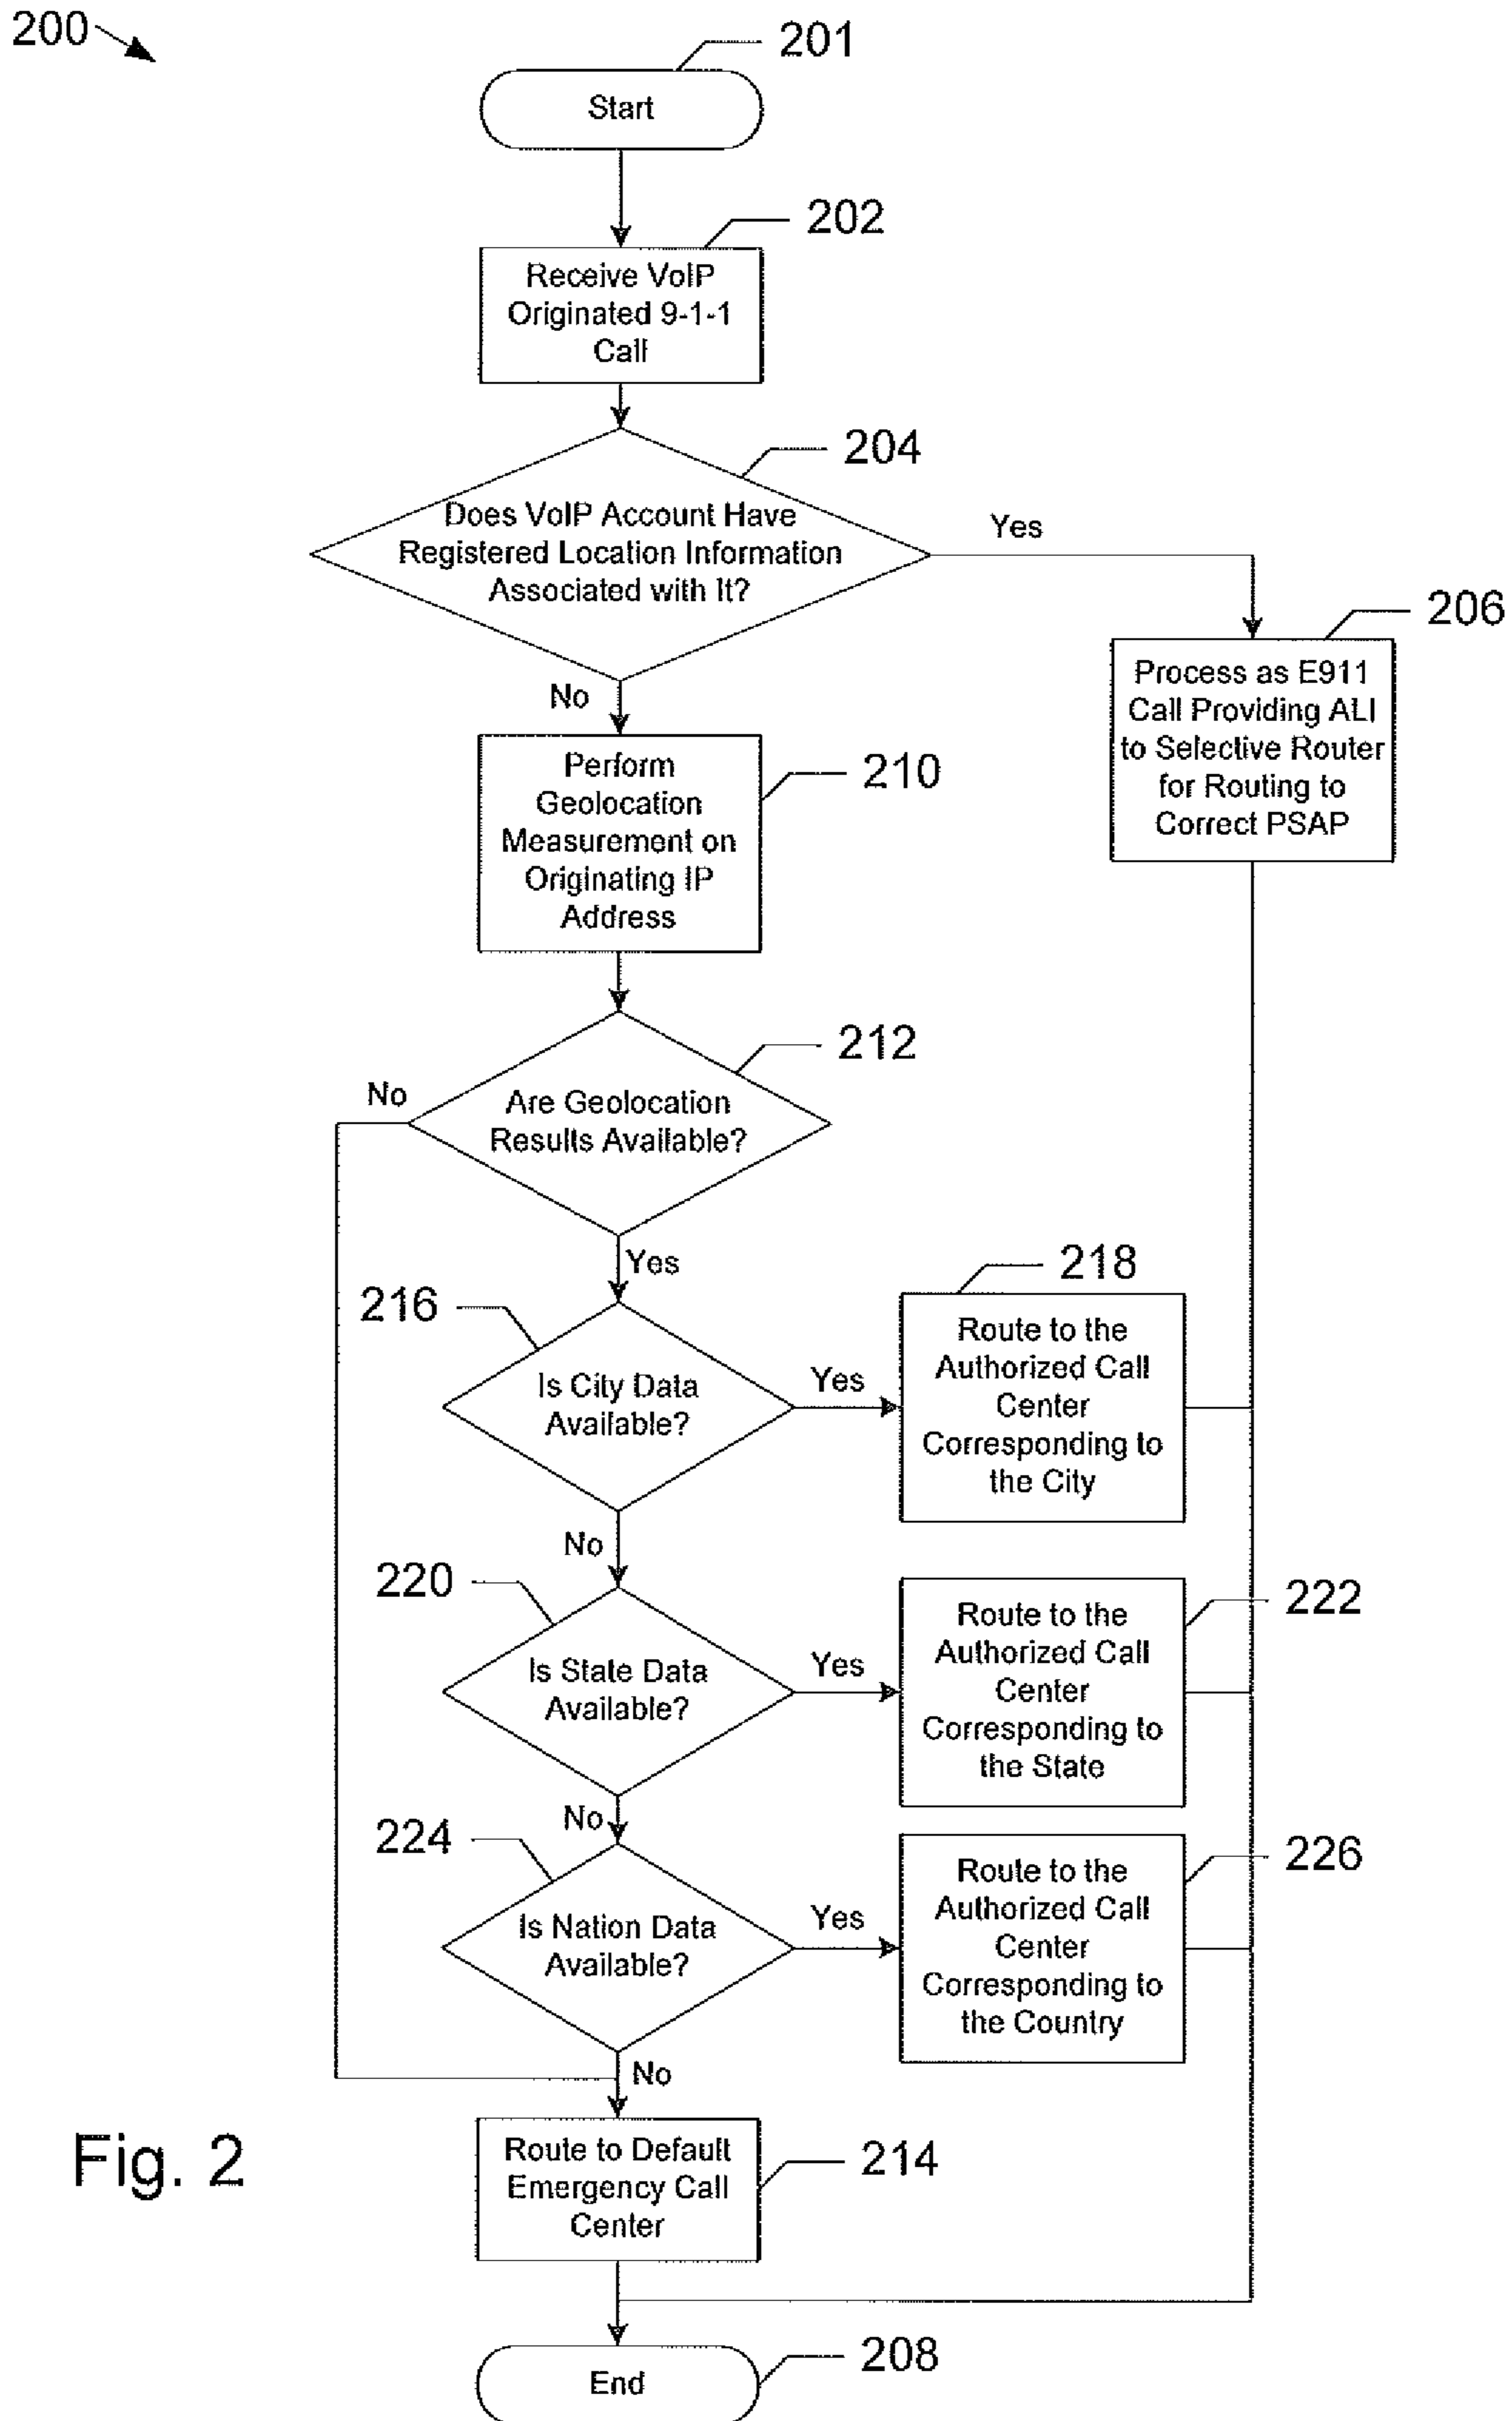 200
201
Start
202
Receive VoIP
Originated 9-1-1
Call
204
Does VoIP Account Have
Registered Location Information
Associated with It?
Yes
206
Process as E911
Call Providing ALI
to Selective Router
for Routing to
Correct PSAP
No
Perform
Geolocation
Measurement on
Originating IP
Address
210
212
No
Are Geolocation
Results Available?
Yes
216
Is City Data
Available?
Yes
218
Route to the
Authorized Call
Center
Corresponding to
the City
No
220
Is State Data
Available?
Yes
222
Route to the
Authorized Call
Center
Corresponding to
the State
No
224
Is Nation Data
Available?
Yes
226
Route to the
Authorized Call
Center
Corresponding to
the Country
No
Route to Default
Emergency Call
Center
214
Fig. 2
End
208